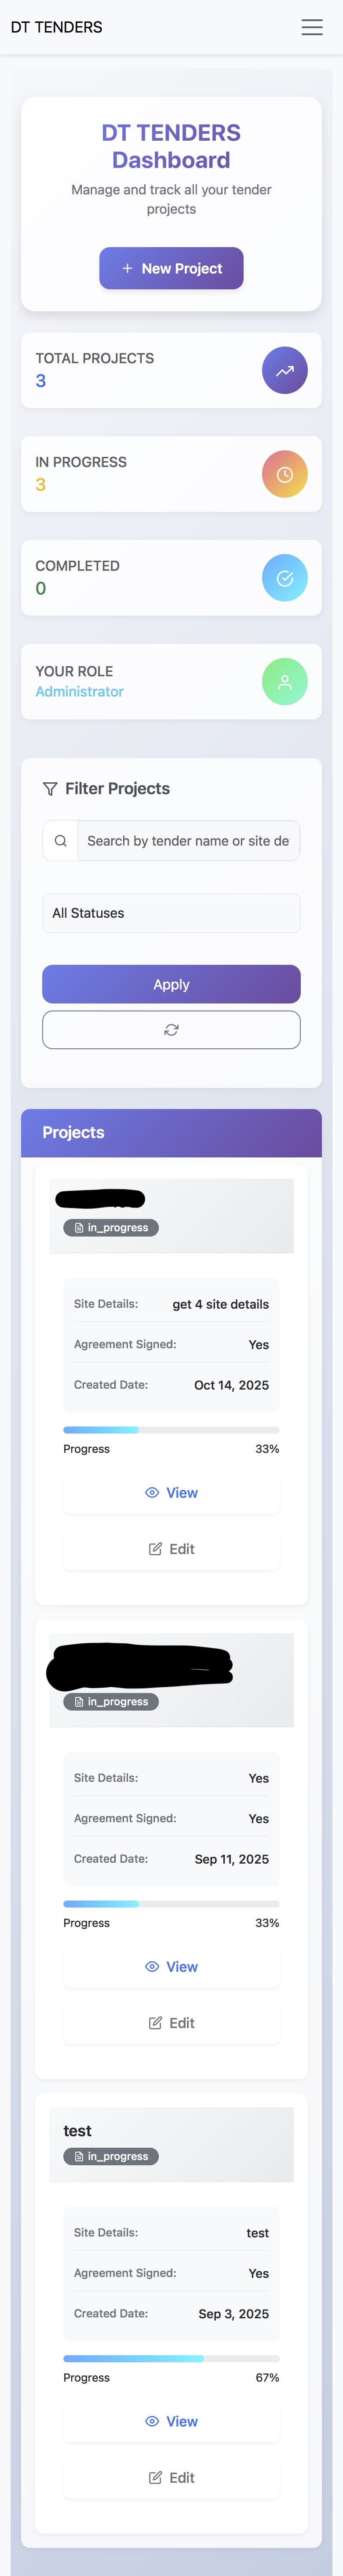 DT TENDERS
DT TENDERS
Dashboard
Manage and track all your tender
projects
+ New Project
TOTAL PROJECTS
3
IN PROGRESS
3
COMPLETED
0
YOUR ROLE
Administrator
Filter Projects
Search by tender name or site de
All Statuses
Apply
Projects
in_progress
Site Details: get 4 site details
Agreement Signed: Yes
Created Date: Oct 14, 2025
Progress 33%
View
Edit
in_progress
Site Details: Yes
Agreement Signed: Yes
Created Date: Sep 11, 2025
Progress 33%
View
Edit
test
in_progress
Site Details: test
Agreement Signed: Yes
Created Date: Sep 3, 2025
Progress 67%
View
Edit